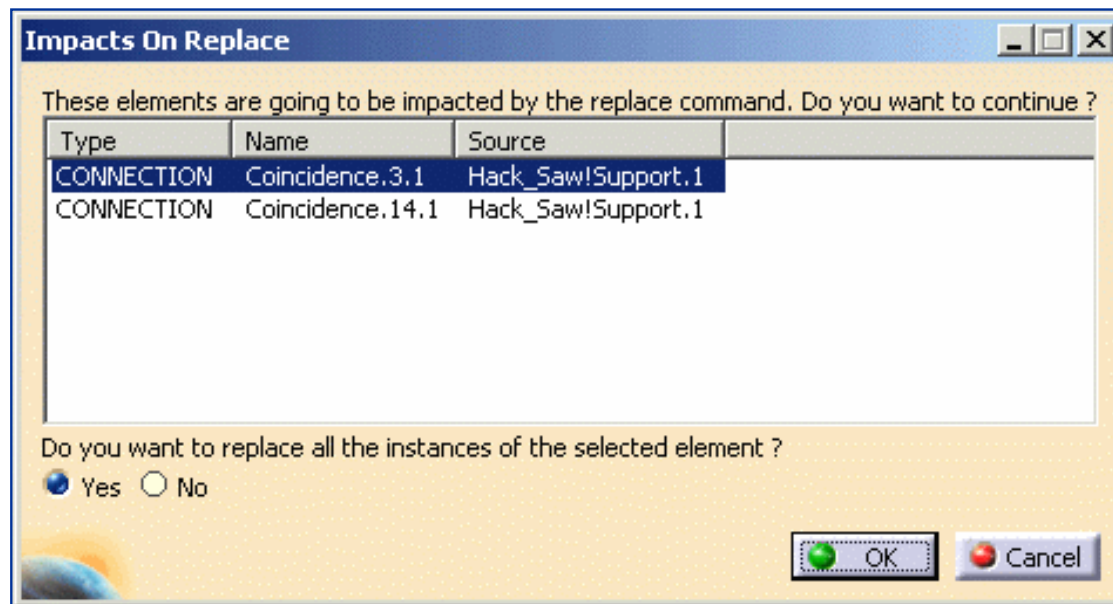 Impacts On Replace
These elements are going to be impacted by the replace command. Do you want to continue ?
Type Name Source
CONNECTION Coincidence.3.1 Hack_Saw!Support.1
CONNECTION Coincidence.14.1 Hack_Saw!Support.1
Do you want to replace all the instances of the selected element ?
Yes No
OK Cancel